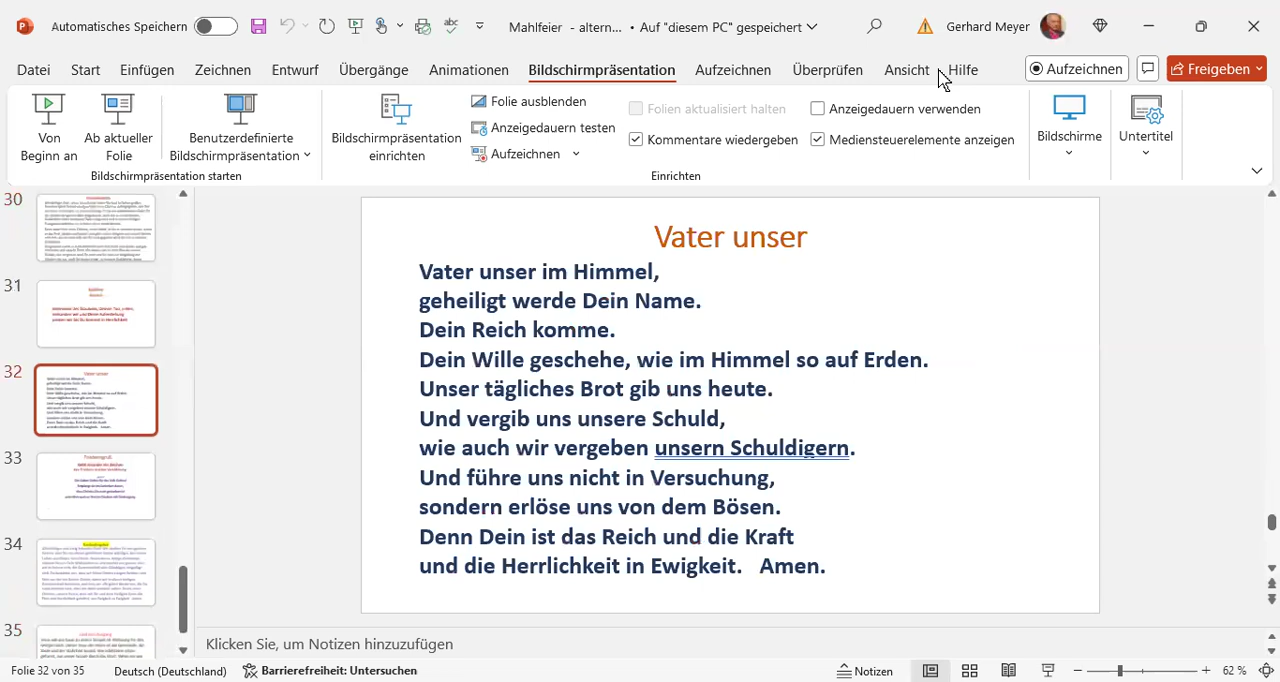 Automatisches Speichern
Mahlfeier - altern... • Auf "diesem PC" gespeichert
Gerhard Meyer
Datei Start Einfügen Zeichnen Entwurf Übergänge Animationen Bildschirmpräsentation Aufzeichnen Überprüfen Ansicht Hilfe
Aufzeichnen
Freigeben
Von Beginn an
Ab aktueller Folie
Benutzerdefinierte Bildschirmpräsentation
Bildschirmpräsentation starten
Bildschirmpräsentation einrichten
Folie ausblenden
Anzeigedauern testen
Aufzeichnen
Folien aktualisiert halten
Kommentare wiedergeben
Anzeigedauern verwenden
Mediensteuerelemente anzeigen
Einrichten
Bildschirme
Untertitel
30
31
32
33
34
35
Vater unser
Vater unser im Himmel,
geheiligt werde Dein Name.
Dein Reich komme.
Dein Wille geschehe, wie im Himmel so auf Erden.
Unser tägliches Brot gib uns heute.
Und vergib uns unsere Schuld,
wie auch wir vergeben unsern Schuldigern.
Und führe uns nicht in Versuchung,
sondern erlöse uns von dem Bösen.
Denn Dein ist das Reich und die Kraft
und die Herrlichkeit in Ewigkeit. Amen.
Klicken Sie, um Notizen hinzuzufügen
Folie 32 von 35
Deutsch (Deutschland)
Barrierefreiheit: Untersuchen
Notizen
62 %